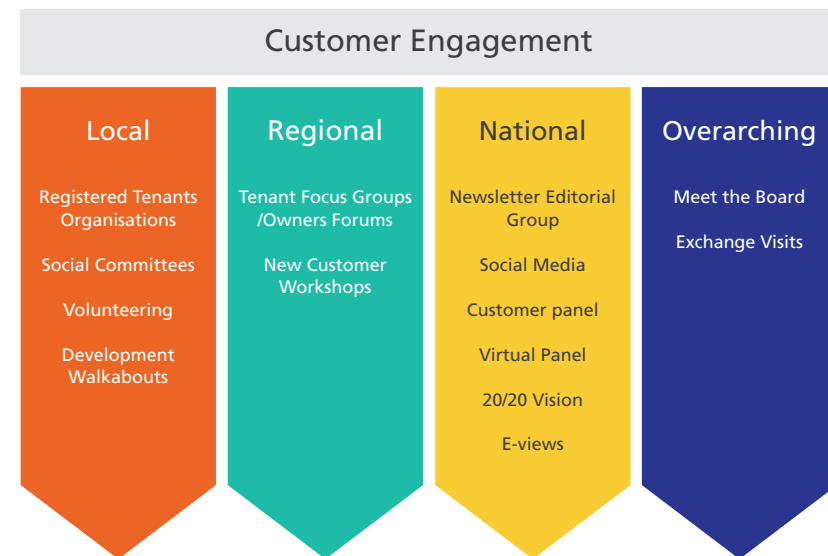 Customer Engagement
Local
Registered Tenants
Organisations
Social Committees
Volunteering
Development
Walkabouts
Regional
Tenant Focus Groups
/Owners Forums
New Customer
Workshops
National
Newsletter Editorial
Group
Social Media
Customer panel
Virtual Panel
20/20 Vision
E-views
Overarching
Meet the Board
Exchange Visits